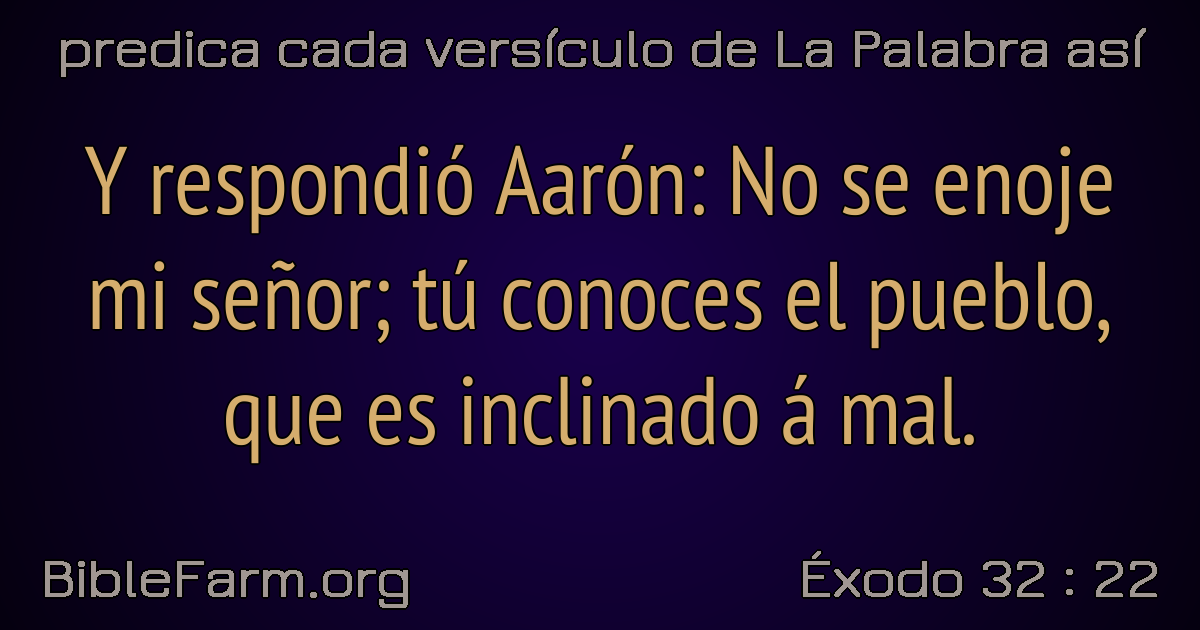 predica cada versículo de La Palabra así
Y respondió Aarón: No se enoje
mi señor; tú conoces el pueblo,
que es inclinado á mal.
BibleFarm.org
Éxodo 32 : 22